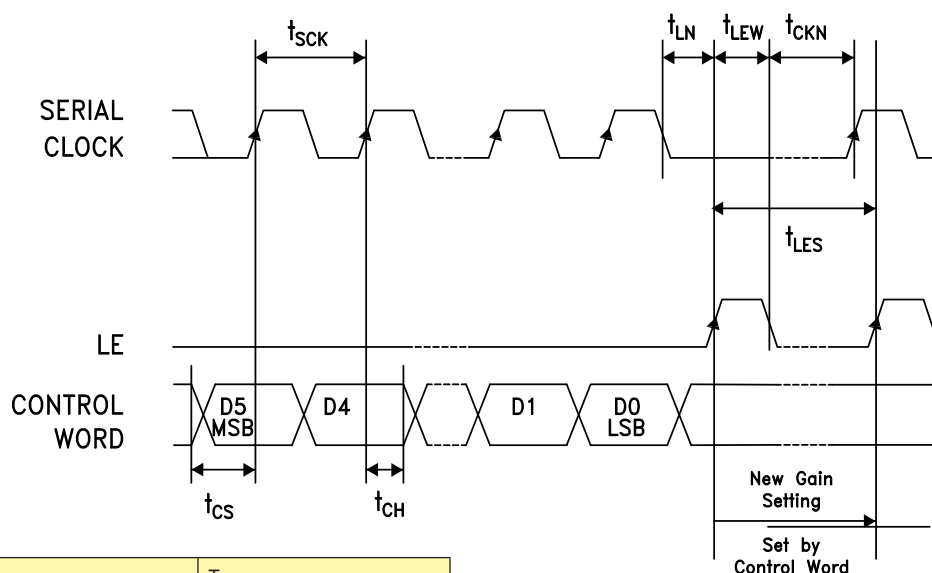 tSCK
tLN tLEW tCKN
SERIAL
CLOCK
tLES
LE
CONTROL
WORD
D5
MSB
D4
D1
D0
LSB
tCS
tCH
New Gain
Setting
Set by
Control Word